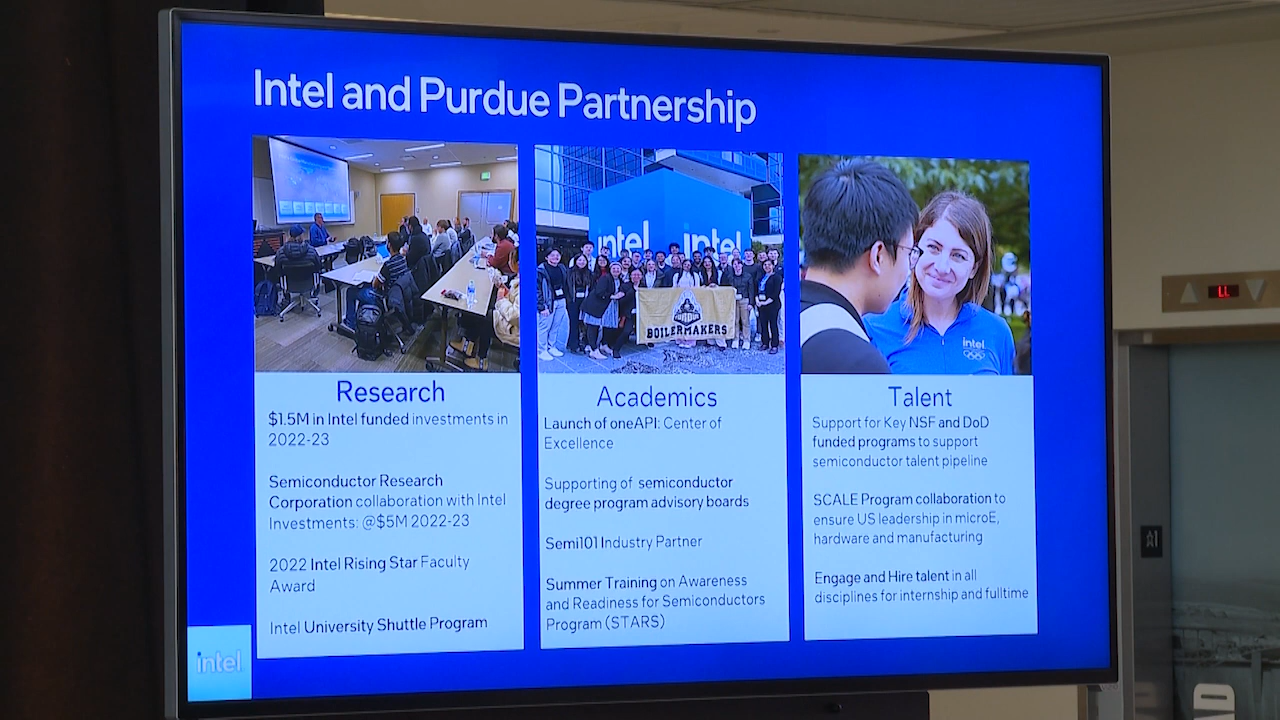 Intel and Purdue Partnership
intel intel
PURDUE
BOILERMAKERS
intel
Research
$1.5M in Intel funded investments in
2022-23
Semiconductor Research
Corporation collaboration with Intel
Investments: @$5M 2022-23
2022 Intel Rising Star Faculty
Award
Intel University Shuttle Program
Academics
Launch of oneAPI: Center of
Excellence
Supporting of semiconductor
degree program advisory boards
Semi101 Industry Partner
Summer Training on Awareness
and Readiness for Semiconductors
Program (STARS)
Talent
Support for Key NSF and DoD
funded programs to support
semiconductor talent pipeline
SCALE Program collaboration to
ensure US leadership in microE,
hardware and manufacturing
Engage and Hire talent in all
disciplines for internship and fulltime
intel
LL